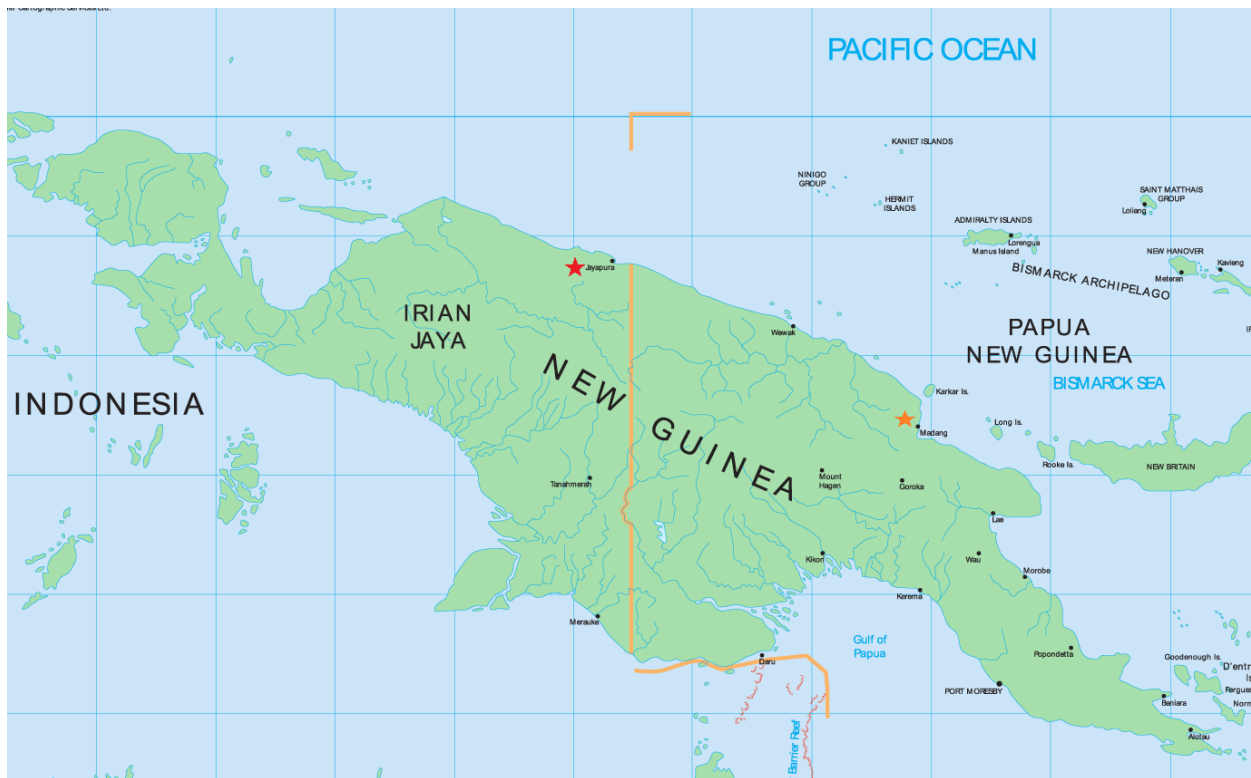 PACIFIC OCEAN
KANIET ISLANDS
NINIGO
GROUP
HERMIT
ISLANDS
SAINT MATTHAIS
GROUP
Loliang
ADMIRALTY ISLANDS
Lorengua
Manus Island
NEW HANOVER
Kavieng
Meteran
BISMARCK ARCHIPELAGO
Jayapura
IRIAN
JAYA
Wewak
PAPUA
NEW GUINEA
BISMARCK SEA
INDONESIA
NEW GUINEA
Karkar Is.
Madang
Long Is.
Rooke Is.
NEW BRITAIN
Tanahmerah
Mount
Hagen
Goroka
Lae
Kikori
Wau
Morobe
Kerema
Merauke
Gulf of
Papua
Daru
Popondetta
Goodenough Is.
PORT MORESBY
Baniara
Alotau
Barrier Reef